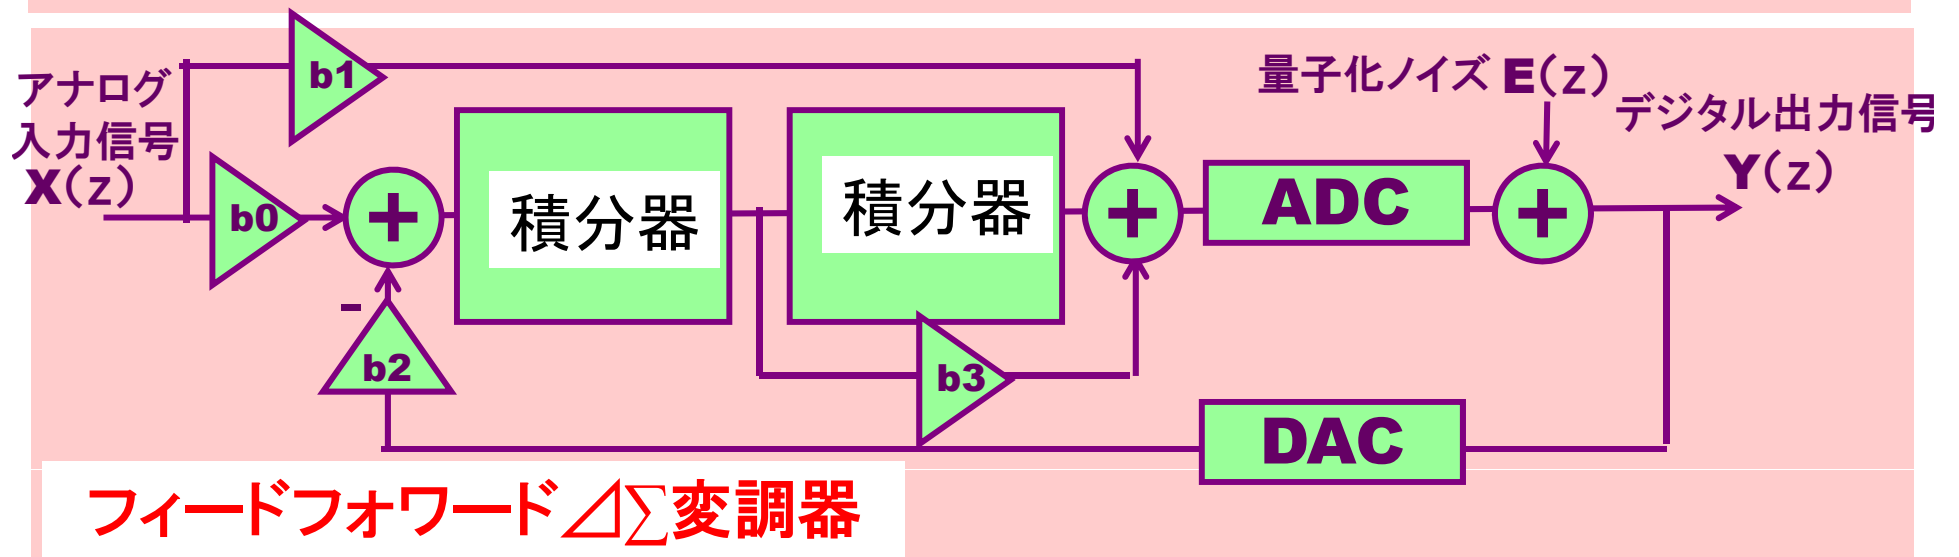 アナログ
入力信号
X(z)
b1
b0
+
-
b2
積分器
積分器
b3
+
量子化ノイズ E(z)
ADC
+
デジタル出力信号
Y(z)
DAC
フィードフォワード⊿∑変調器